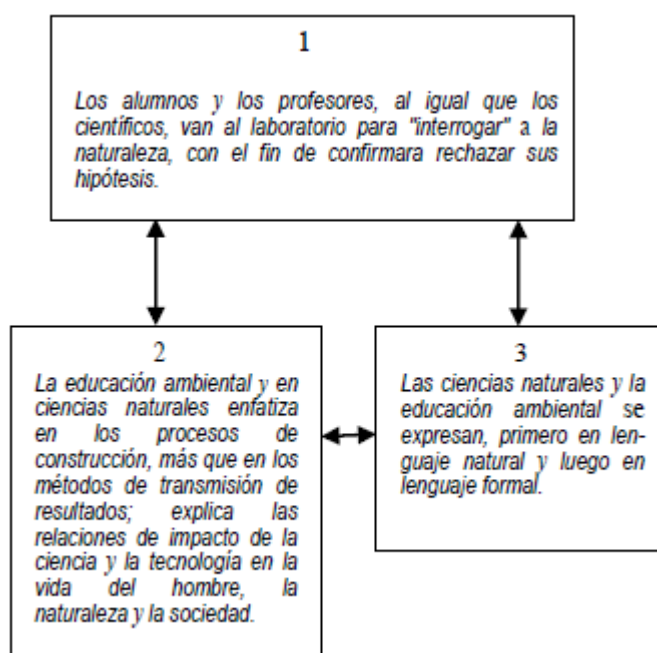 1
Los alumnos y los profesores, al igual que los
científicos, van al laboratorio para "interrogar" a la
naturaleza, con el fin de confirmara rechazar sus
hipótesis.
2
La educación ambiental y en
ciencias naturales enfatiza
en los procesos de
construcción, más que en los
métodos de transmisión de
resultados; explica las
relaciones de impacto de la
ciencia y la tecnología en la
vida del hombre, la
naturaleza y la sociedad.
3
Las ciencias naturales y la
educación ambiental se
expresan, primero en len-
guaje natural y luego en
lenguaje formal.